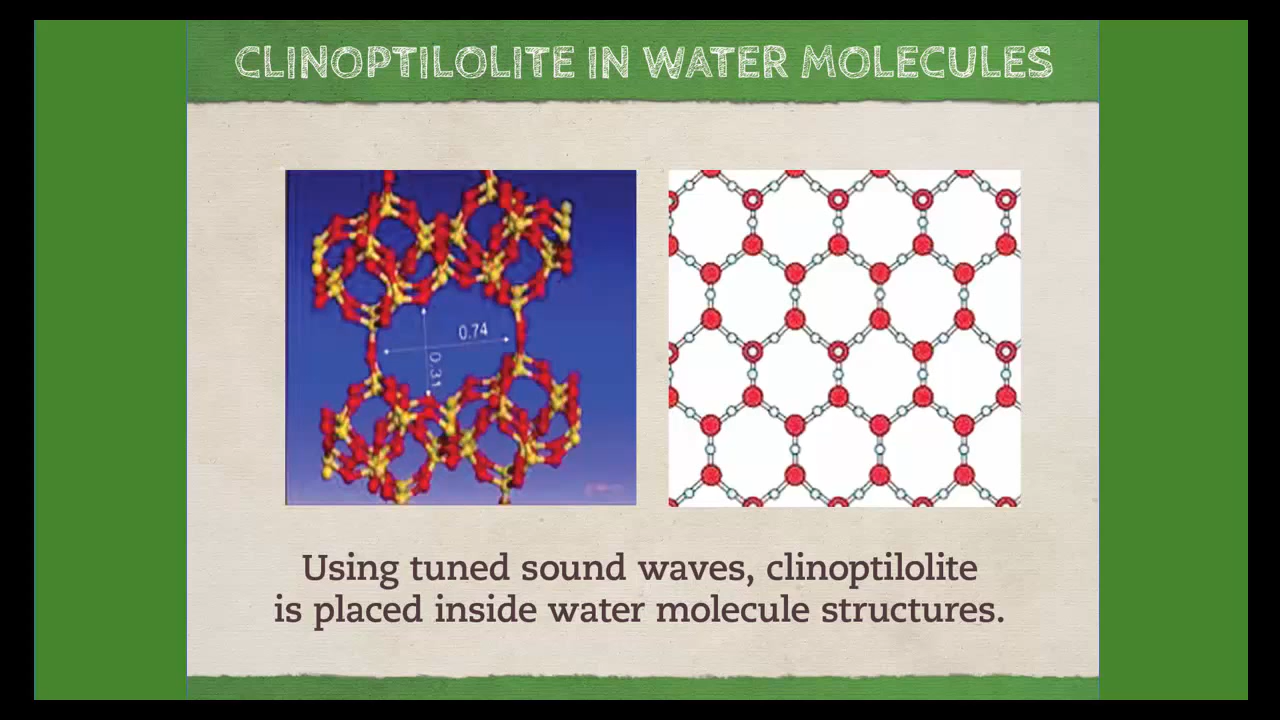 CLINOPTILOLITE IN WATER MOLECULES
0.74
0.31
Using tuned sound waves, clinoptilolite
is placed inside water molecule structures.